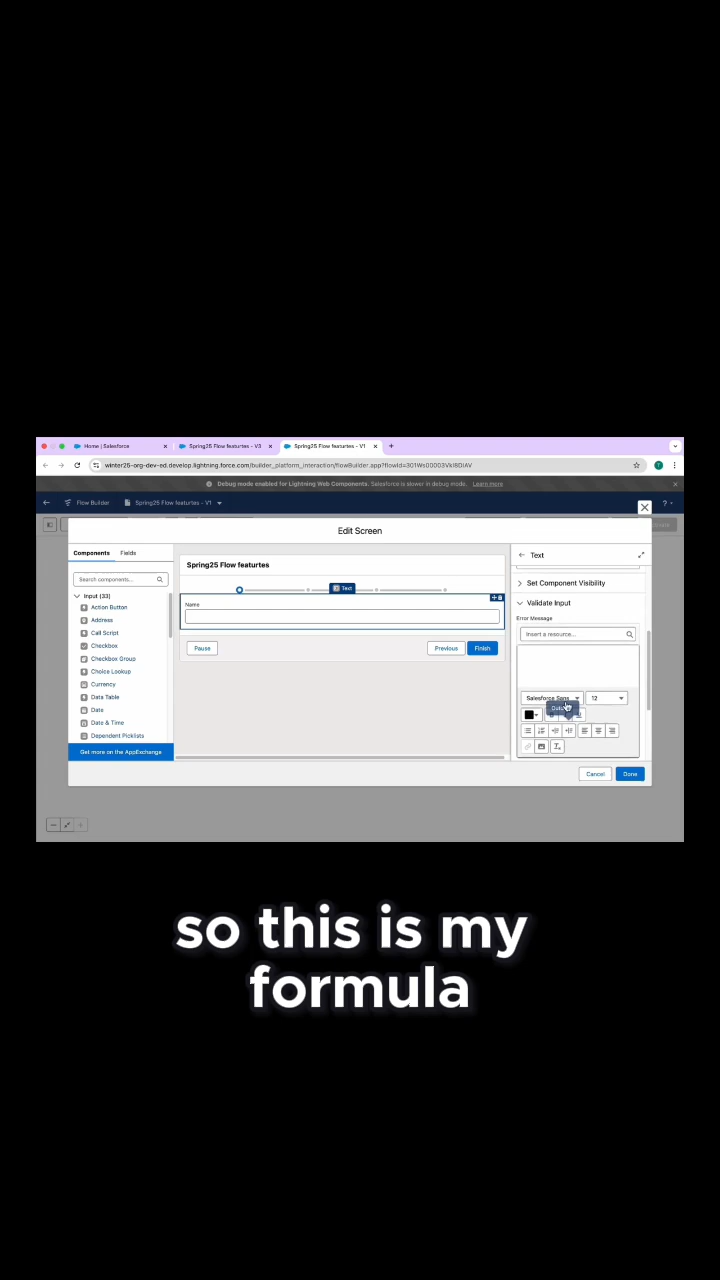 Home | Salesforce
Spring25 Flow featurtes - V3
Spring25 Flow featurtes - V1
winter25-org-dev-ed.develop.lightning.force.com/builder_platform_interaction/flowBuilder.app?flowId=301Ws00003VkI8DIAV
Debug mode enabled for Lightning Web Components. Salesforce is slower in debug mode. Learn more
Flow Builder
Spring25 Flow featurtes - V1
?
Edit Screen
Components
Fields
Search components...
Input (33)
Action Button
Address
Call Script
Checkbox
Checkbox Group
Choice Lookup
Currency
Data Table
Date
Date & Time
Dependent Picklists
Get more on the AppExchange
Spring25 Flow featurtes
Text
Name
Pause
Previous
Finish
Text
Set Component Visibility
Validate Input
Error Message
Insert a resource...
Salesforce Sans
12
Cancel
Done
so this is my
formula